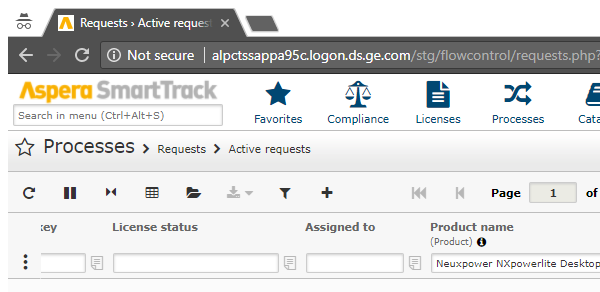 Requests › Active request
Not secure | alpctssappa95c.logon.ds.ge.com/stg/flowcontrol/requests.php?
Aspera SmartTrack
Search in menu (Ctrl+Alt+S)
Favorites Compliance Licenses Processes Cata
Processes › Requests › Active requests
Page 1 of
key License status Assigned to Product name
(Product)
Neuxpower NXpowerlite Desktop